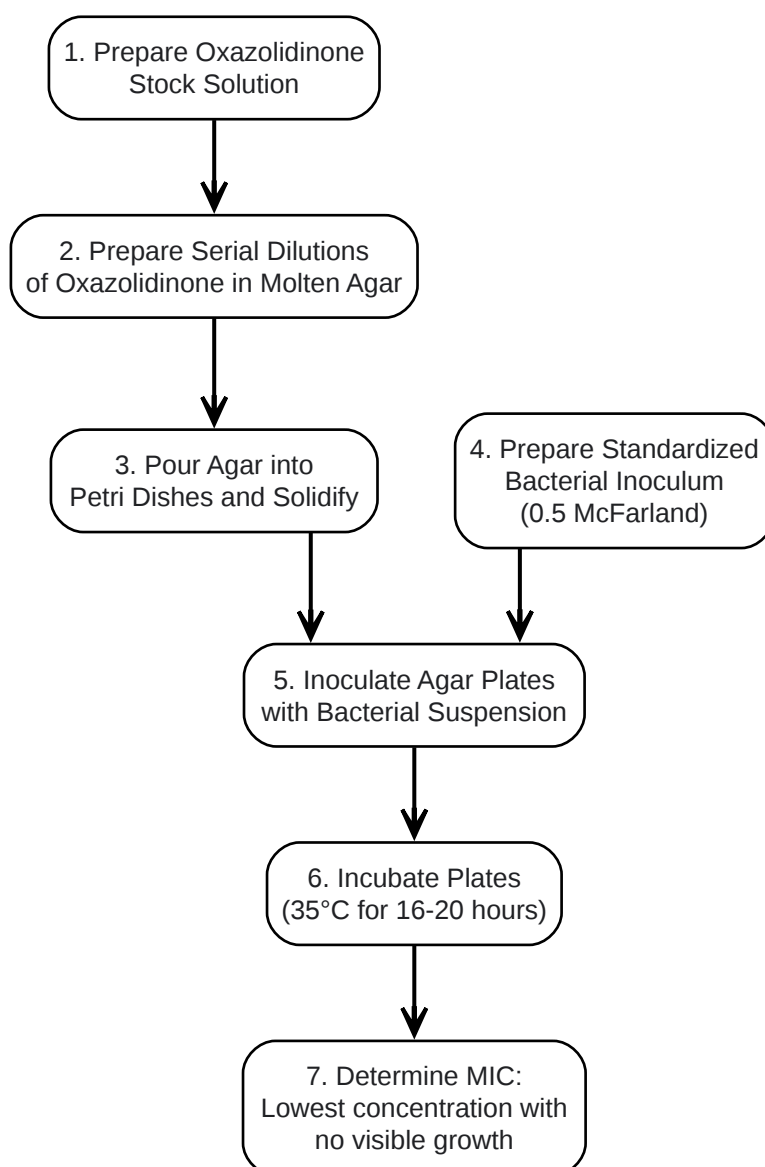 1. Prepare Oxazolidinone
Stock Solution
2. Prepare Serial Dilutions
of Oxazolidinone in Molten Agar
3. Pour Agar into
Petri Dishes and Solidify
4. Prepare Standardized
Bacterial Inoculum
(0.5 McFarland)
5. Inoculate Agar Plates
with Bacterial Suspension
6. Incubate Plates
(35°C for 16-20 hours)
7. Determine MIC:
Lowest concentration with
no visible growth